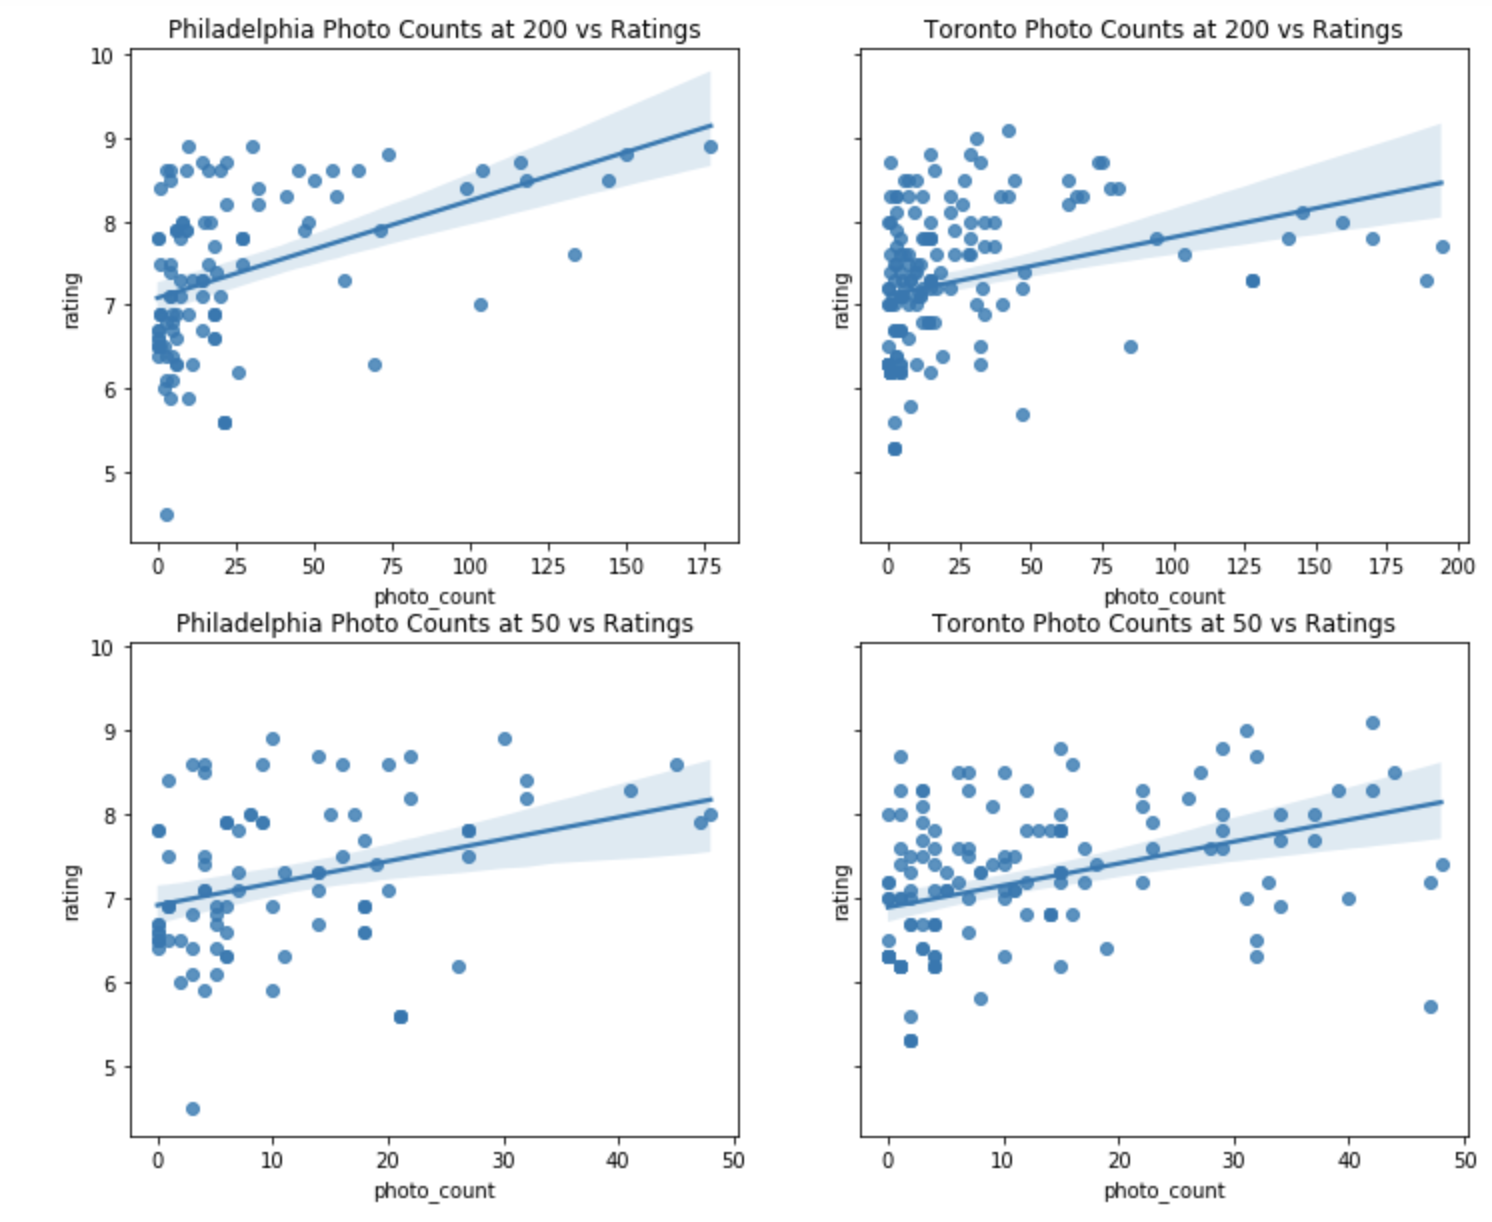 Philadelphia Photo Counts at 200 vs Ratings
10
9
8
7
6
5
rating
0 25 50 75 100 125 150 175
photo_count
Toronto Photo Counts at 200 vs Ratings
rating
0 25 50 75 100 125 150 175 200
photo_count
Philadelphia Photo Counts at 50 vs Ratings
10
9
8
7
6
5
rating
0 10 20 30 40 50
photo_count
Toronto Photo Counts at 50 vs Ratings
rating
0 10 20 30 40 50
photo_count